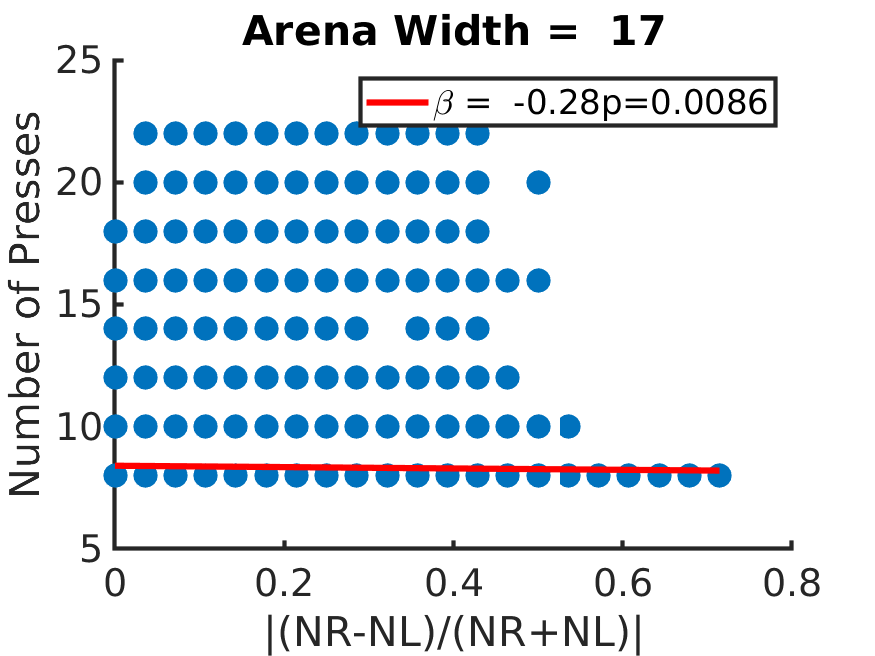 Arena Width =  17
β =  -0.28p=0.0086
Number of Presses
25
20
15
10
5
0 0.2 0.4 0.6 0.8
|(NR-NL)/(NR+NL)|